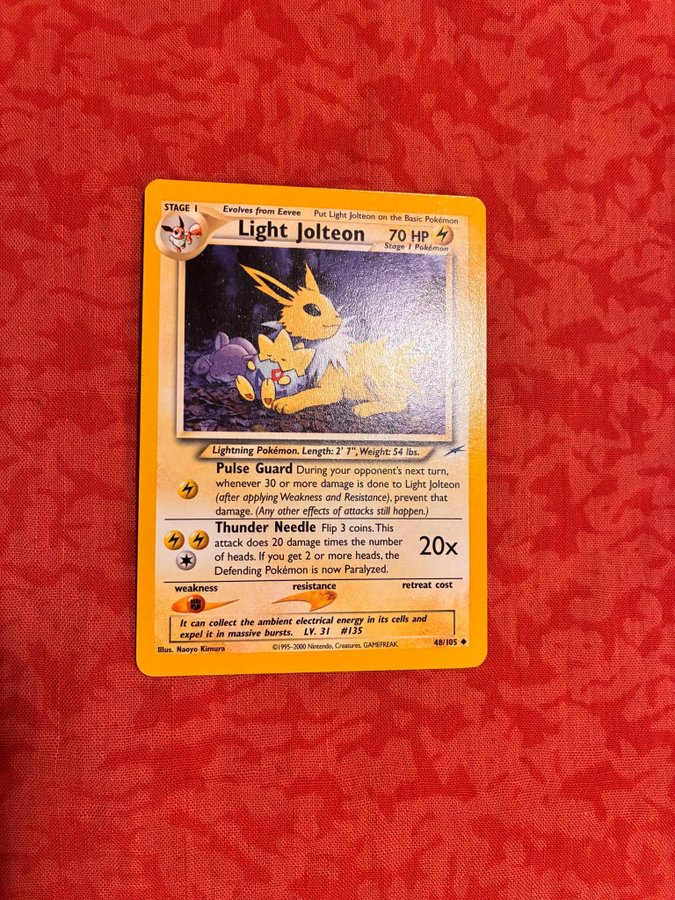 STAGE 1 Evolves from Eevee Put Light Jolteon on the Basic Pokémon
Light Jolteon 70 HP
Stage 1 Pokémon
Lightning Pokémon. Length: 2' 7", Weight: 54 lbs.
Pulse Guard During your opponent's next turn,
whenever 30 or more damage is done to Light Jolteon
(after applying Weakness and Resistance), prevent that
damage. (Any other effects of attacks still happen.)
Thunder Needle Flip 3 coins. This
attack does 20 damage times the number
of heads. If you get 2 or more heads, the
Defending Pokémon is now Paralyzed.
20x
weakness resistance retreat cost
It can collect the ambient electrical energy in its cells and
expel it in massive bursts. LV. 31 #135
Illus. Naoyo Kimura ©1995-2000 Nintendo, Creatures, GAMEFREAK. 48/105